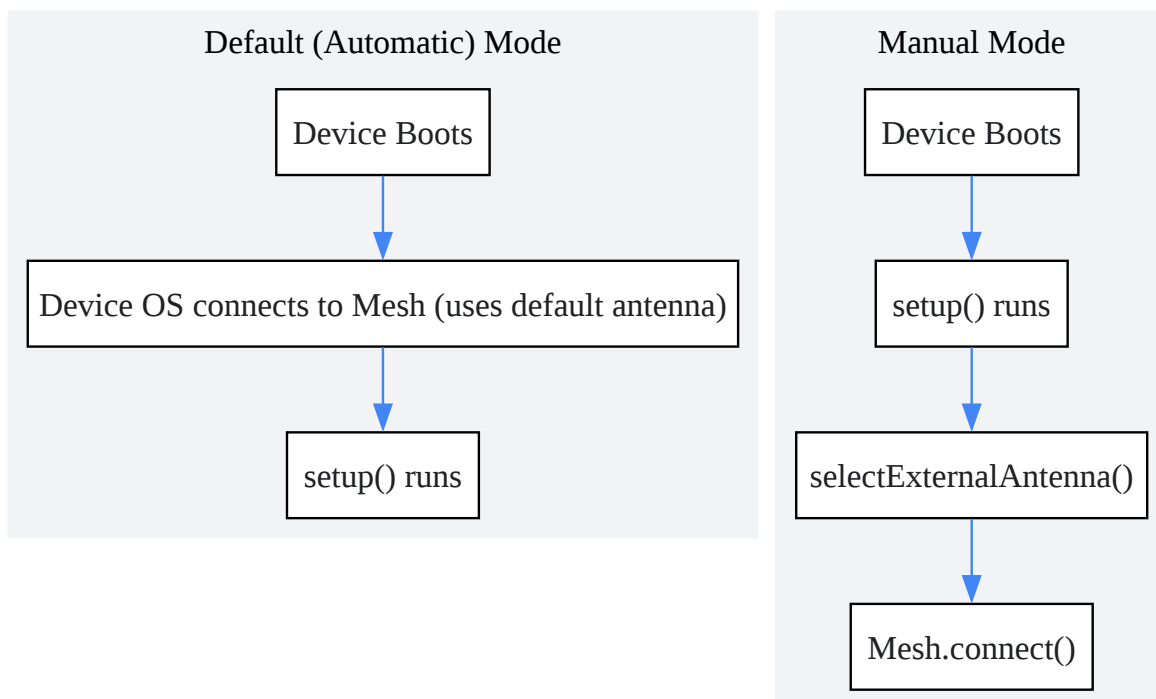 Default (Automatic) Mode
Device Boots
Device OS connects to Mesh (uses default antenna)
setup() runs
Manual Mode
Device Boots
setup() runs
selectExternalAntenna()
Mesh.connect()